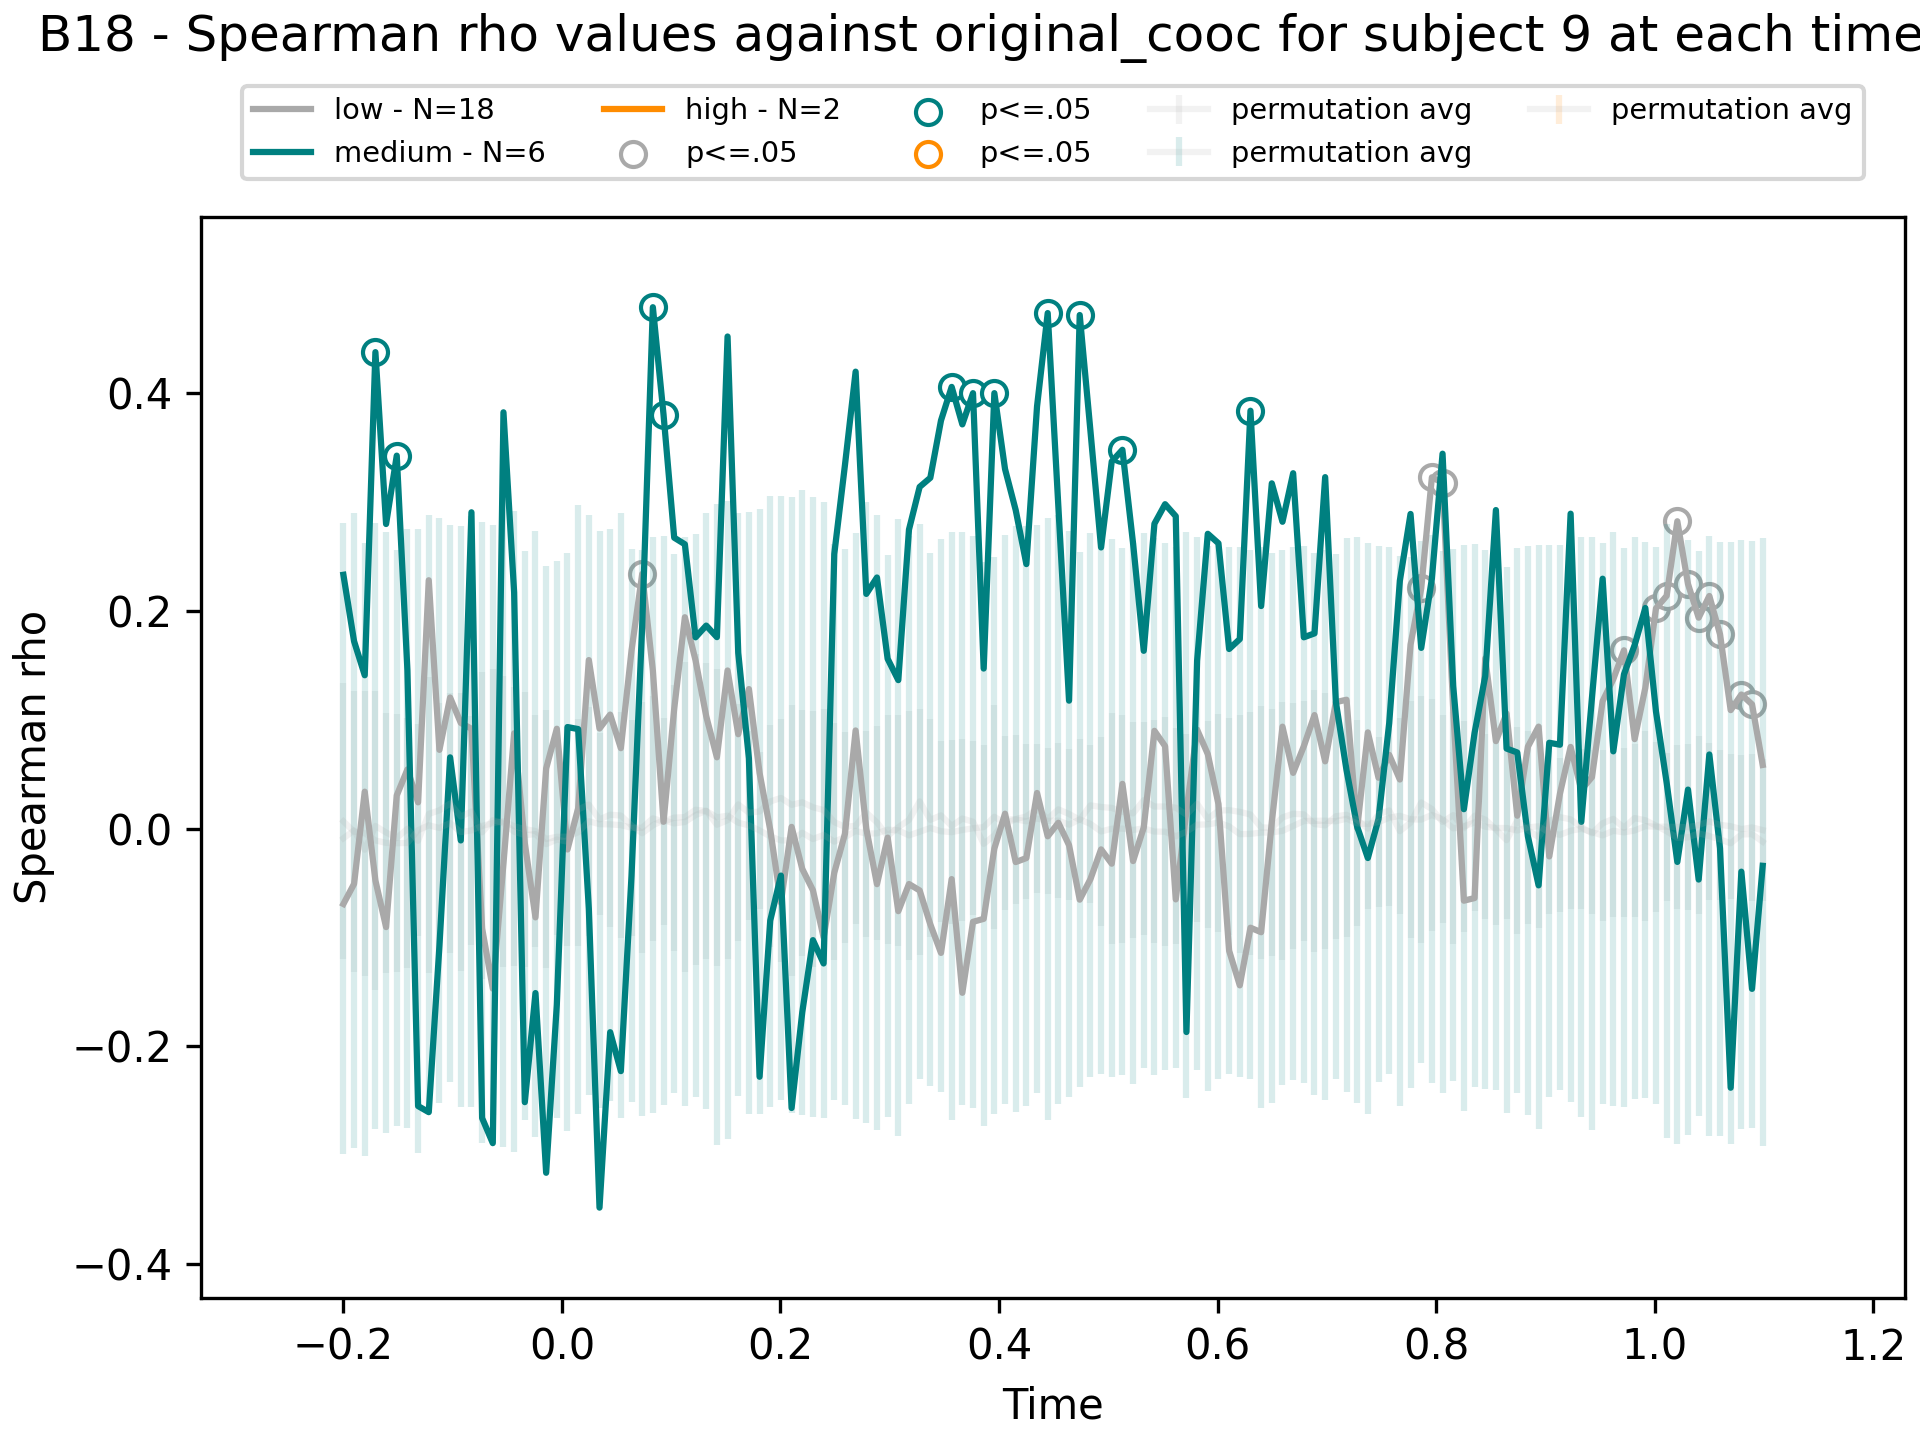 B18 - Spearman rho values against original_cooc for subject 9 at each time
low - N=18 high - N=2 p<=.05 permutation avg permutation avg
medium - N=6 p<=.05 p<=.05 permutation avg
Spearman rho
0.4
0.2
0.0
−0.2
−0.4
−0.2 0.0 0.2 0.4 0.6 0.8 1.0 1.2
Time